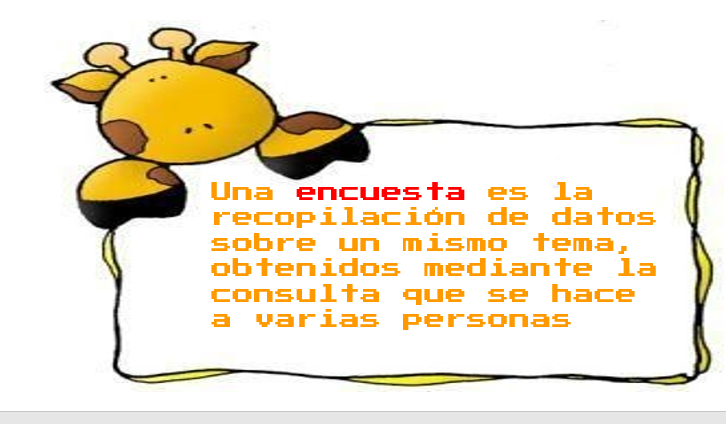 Una encuesta es la
recopilación de datos
sobre un mismo tema,
obtenidos mediante la
consulta que se hace
a varias personas